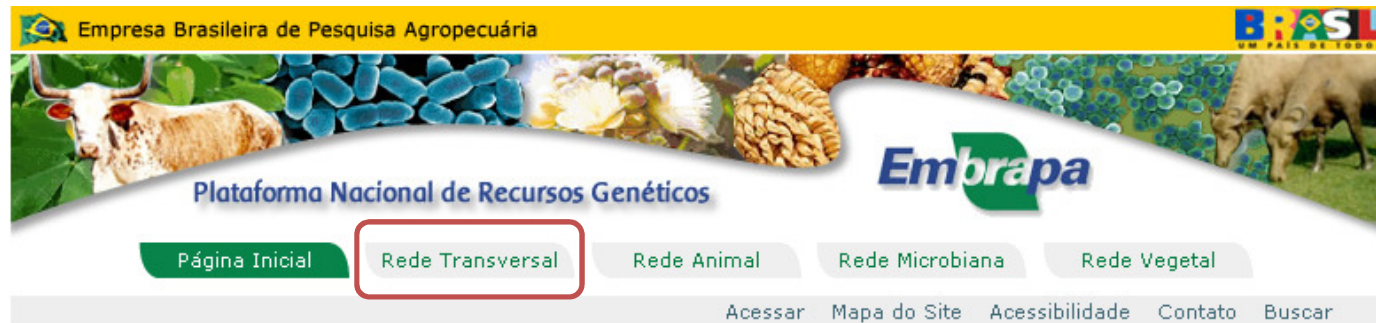 Empresa Brasileira de Pesquisa Agropecuária
BRASIL
UM PAÍS DE TODO
Embrapa
Plataforma Nacional de Recursos Genéticos
Página Inicial Rede Transversal Rede Animal Rede Microbiana Rede Vegetal
Acessar Mapa do Site Acessibilidade Contato Buscar